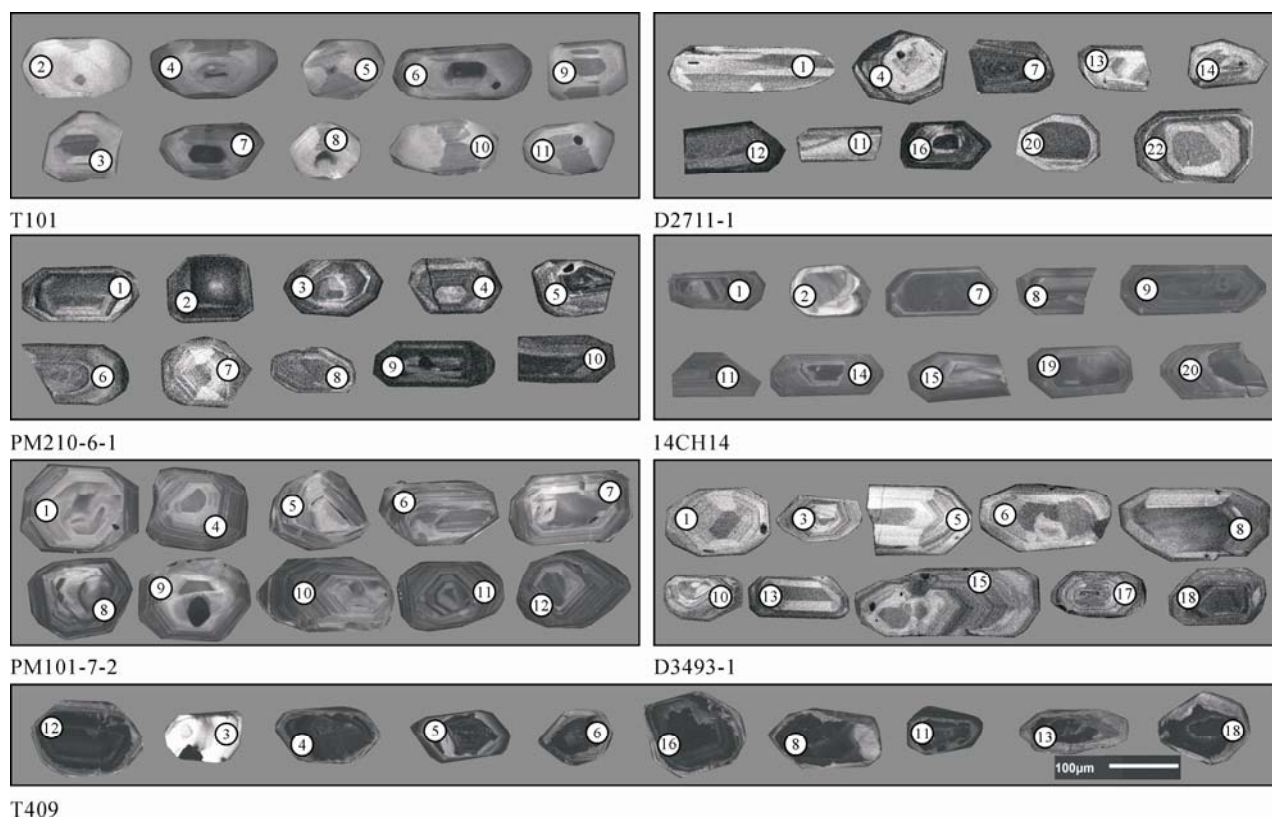 2 4 5 6 9
3 7 8 10 11
T101
1 4 7 13 14
12 11 16 20 22
D2711-1
1 2 3 4 5
6 7 8 9 10
PM210-6-1
1 2 7 8 9
11 14 15 19 20
14CH14
1 4 5 6 7
8 9 10 11 12
PM101-7-2
1 3 5 6 8
10 13 15 17 18
D3493-1
12 3 4 5 6 16 8 11 13 18
100μm
T409